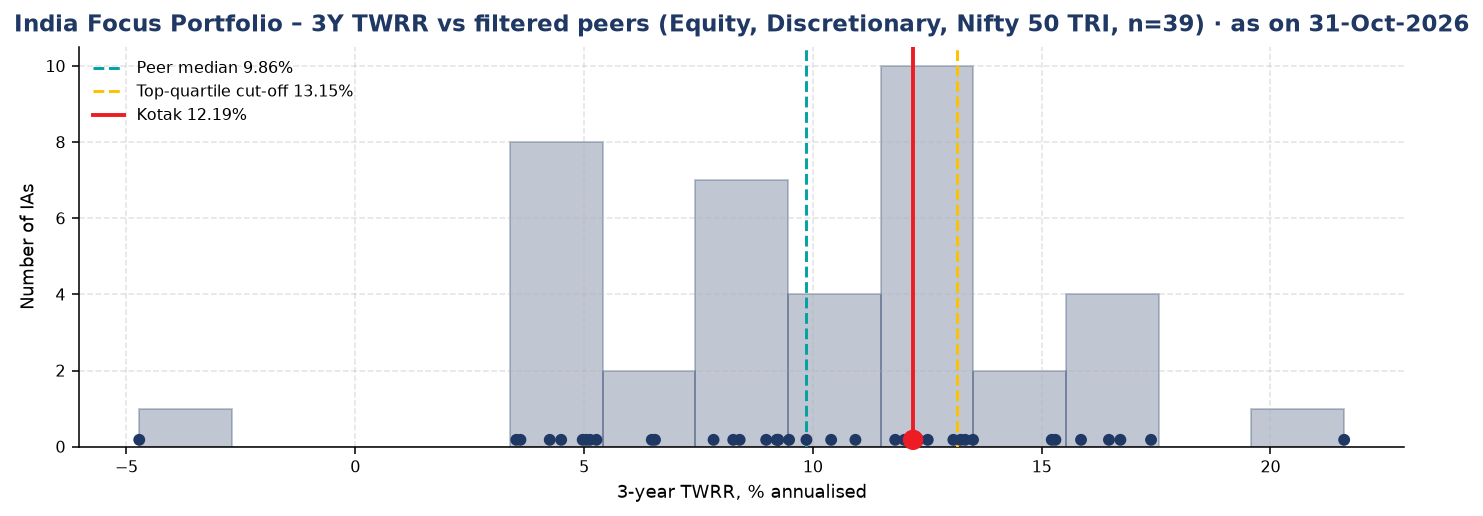 India Focus Portfolio – 3Y TWRR vs filtered peers (Equity, Discretionary, Nifty 50 TRI, n=39) · as on 31-Oct-2026
Peer median 9.86%
Top-quartile cut-off 13.15%
Kotak 12.19%
Number of IAs
10
8
6
4
2
0
−5
0
5
10
15
20
3-year TWRR, % annualised